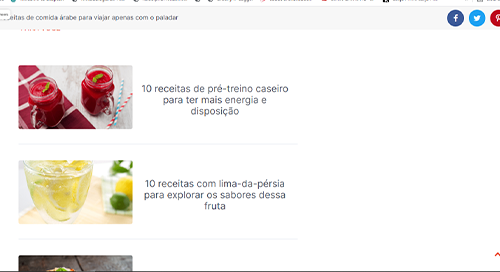 receitas de comida árabe para viajar apenas com o paladar
10 receitas de pré-treino caseiro
para ter mais energia e
disposição
10 receitas com lima-da-pérsia
para explorar os sabores dessa
fruta